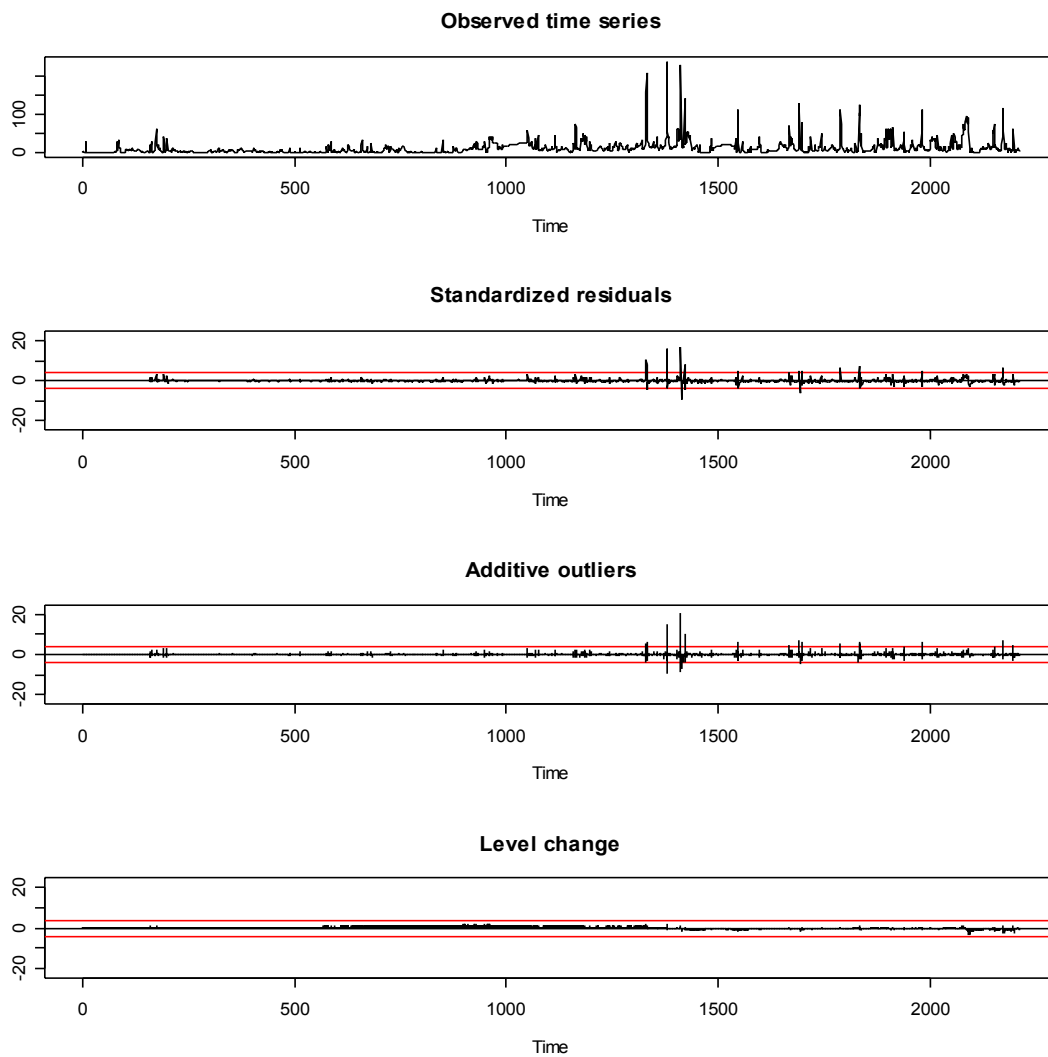 Observed time series
100
0
0 500 1000 1500 2000
Time
Standardized residuals
20
0
-20
0 500 1000 1500 2000
Time
Additive outliers
20
0
-20
0 500 1000 1500 2000
Time
Level change
20
0
-20
0 500 1000 1500 2000
Time